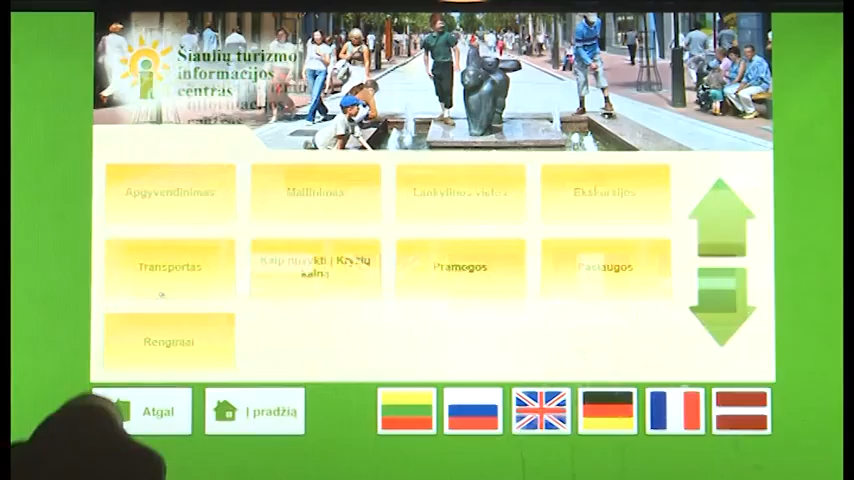 Šiaulių turizmo
informacijos
centras
Apgyvendinimas
Maitinimas
Lankytinos vietos
Ekskursijos
Transportas
Kaip nuvykti į Kryžių
kalną
Pramogos
Paslaugos
Renginiai
Atgal
Į pradžią